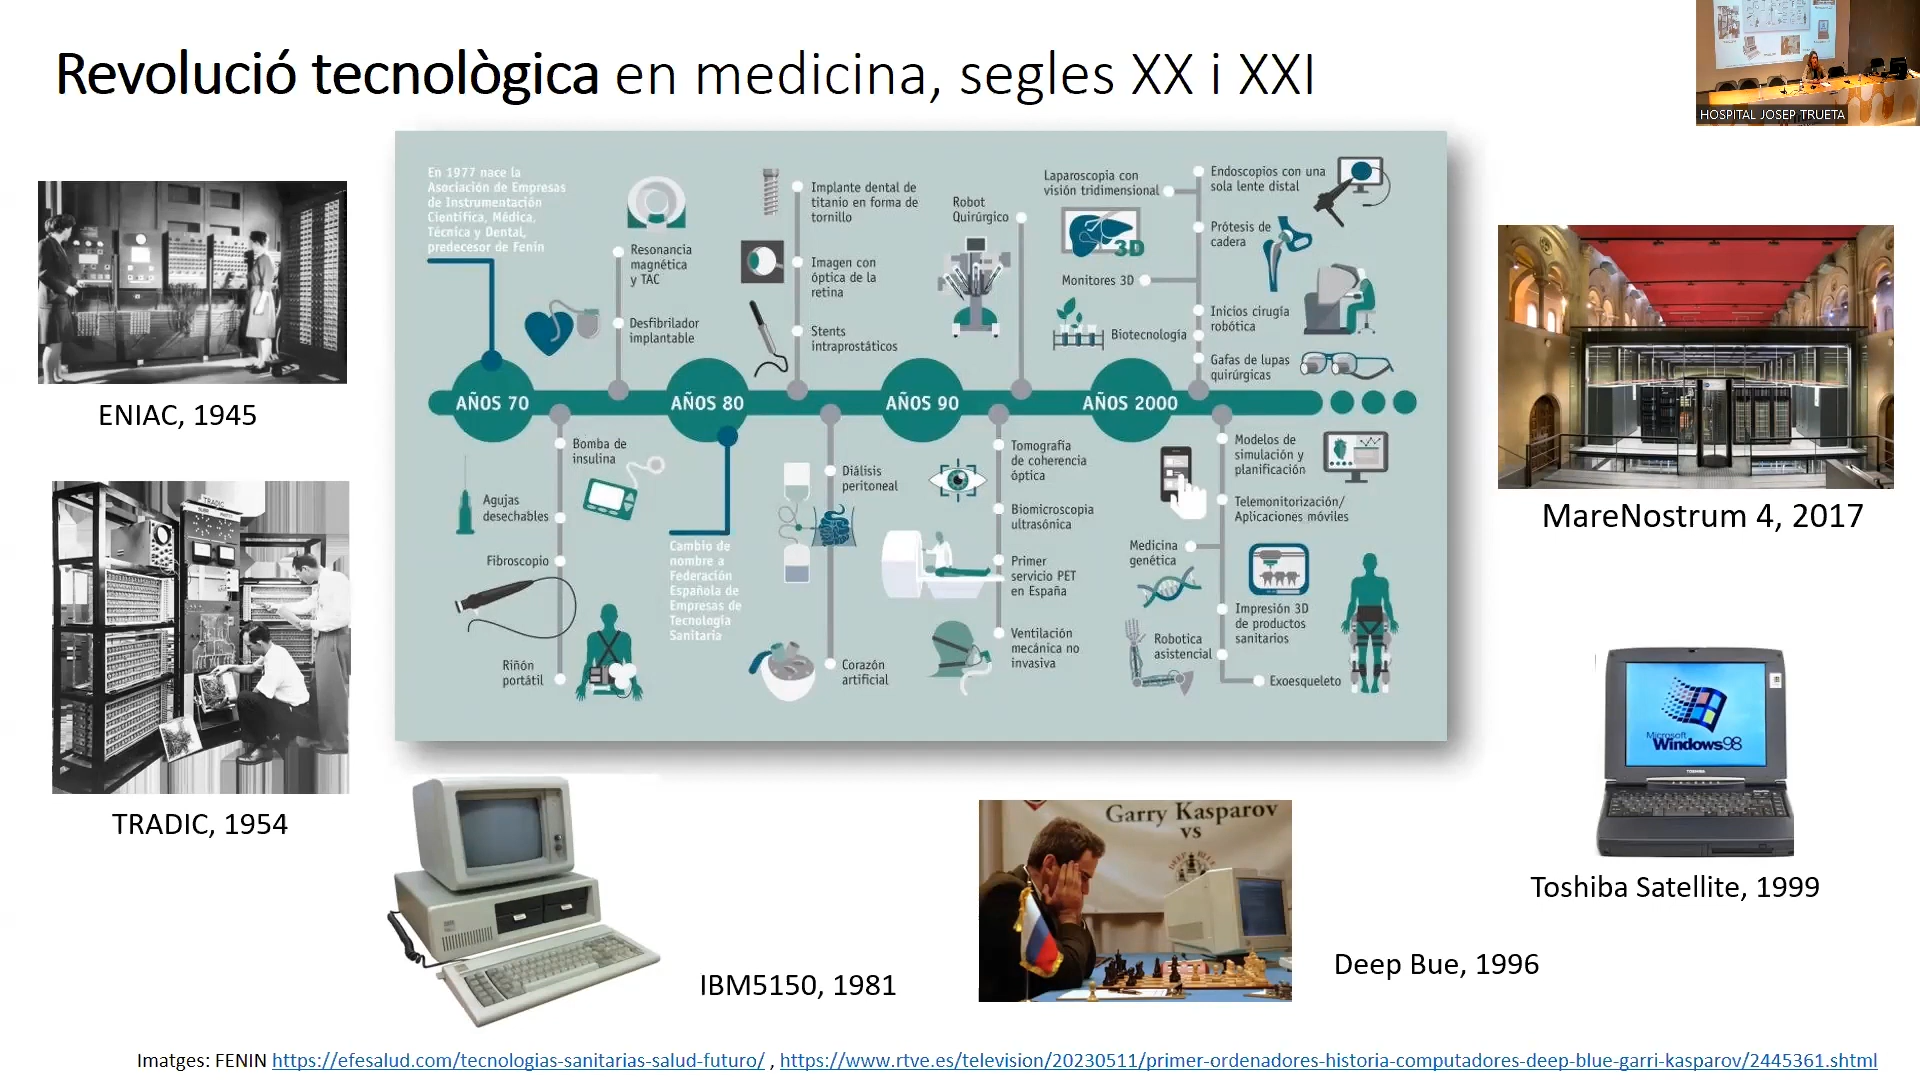 Revolució tecnològica en medicina, segles XX i XXI
HOSPITAL JOSEP TRUETA
ENIAC, 1945
TRADIC
TRADIC, 1954
En 1977 nace la
Asociación de Empresas
de Instrumentación
Científica, Médica,
Técnica y Dental,
predecesor de Fenin
Resonancia
magnética
y TAC
Desfibrilador
implantable
Implante dental de
titanio en forma de
tornillo
Imagen con
óptica de la
retina
Stents
intraprostáticos
Robot
Quirúrgico
Laparoscopia con
visión tridimensional
3D
Monitores 3D
Biotecnología
Endoscopios con una
sola lente distal
Prótesis de
cadera
Inicios cirugía
robótica
Gafas de lupas
quirúrgicas
AÑOS 70
AÑOS 80
AÑOS 90
AÑOS 2000
Bomba de
insulina
Agujas
desechables
Fibroscopio
Riñón
portátil
Cambio de
nombre a
Federación
Española de
Empresas de
Tecnología
Sanitaria
Diálisis
peritoneal
Corazón
artificial
Tomografía
de coherencia
óptica
Biomicroscopia
ultrasónica
Primer
servicio PET
en España
Ventilación
mecánica no
invasiva
Modelos de
simulación y
planificación
Telemonitorización/
Aplicaciones móviles
Medicina
genética
Impresión 3D
de productos
sanitarios
Robotica
asistencial
Exoesqueleto
MareNostrum 4, 2017
Microsoft
Windows98
TOSHIBA
Toshiba Satellite, 1999
IBM5150, 1981
Garry Kasparov
VS
DEEP BLUE
Deep Bue, 1996
Imatges: FENIN https://efesalud.com/tecnologias-sanitarias-salud-futuro/ , https://www.rtve.es/television/20230511/primer-ordenadores-historia-computadores-deep-blue-garri-kasparov/2445361.shtml